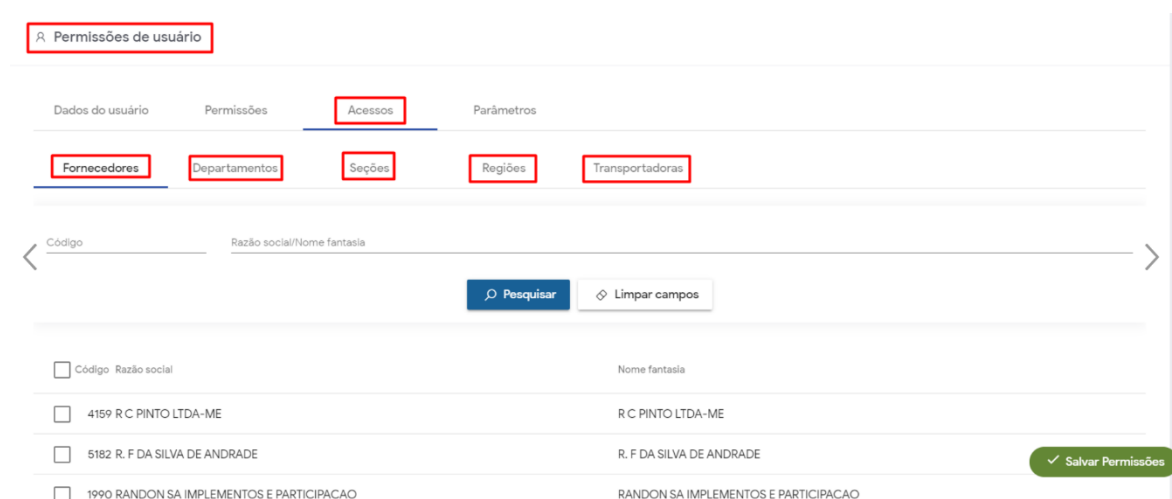 Permissões de usuário
Dados do usuário Permissões Acessos Parâmetros
Fornecedores Departamentos Seções Regiões Transportadoras
Código Razão social/Nome fantasia
Pesquisar Limpar campos
Código Razão social Nome fantasia
4159 R C PINTO LTDA-ME R C PINTO LTDA-ME
5182 R. F DA SILVA DE ANDRADE R. F DA SILVA DE ANDRADE
Salvar Permissões
1990 RANDON SA IMPLEMENTOS E PARTICIPACAO RANDON SA IMPLEMENTOS E PARTICIPACAO